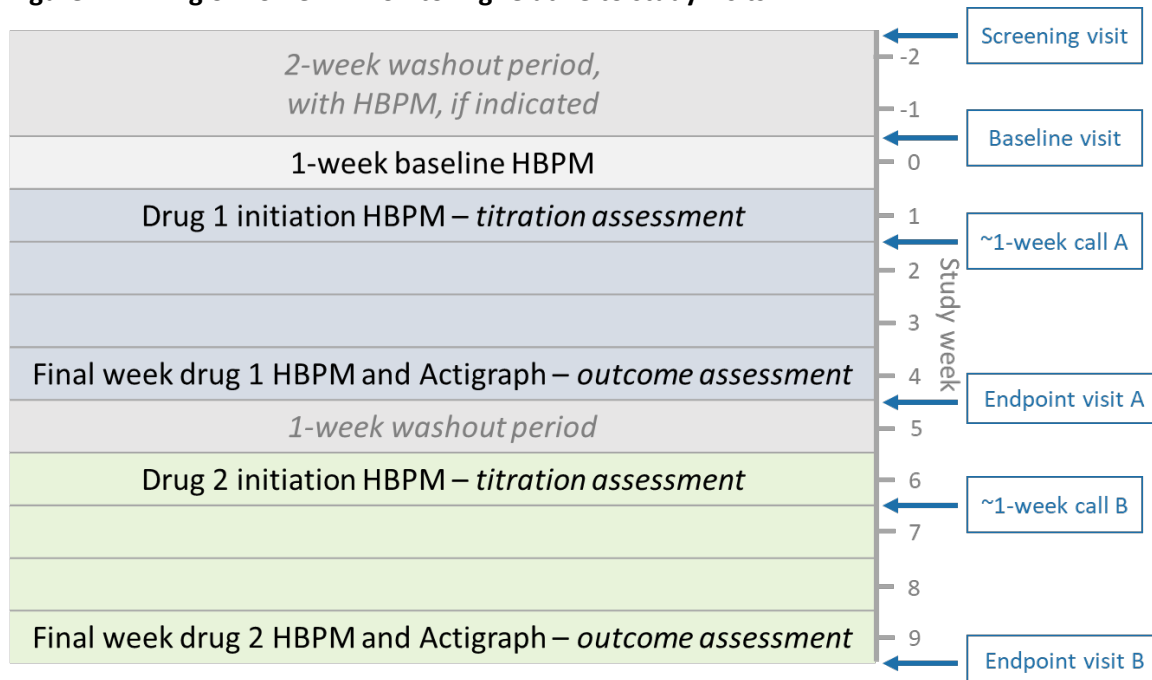 Screening visit
2-week washout period,
with HBPM, if indicated
-2
-1
Baseline visit
1-week baseline HBPM
0
Drug 1 initiation HBPM – titration assessment
1
~1-week call A
2
Study week
3
Final week drug 1 HBPM and Actigraph – outcome assessment
4
Endpoint visit A
1-week washout period
5
Drug 2 initiation HBPM – titration assessment
6
~1-week call B
7
8
Final week drug 2 HBPM and Actigraph – outcome assessment
9
Endpoint visit B